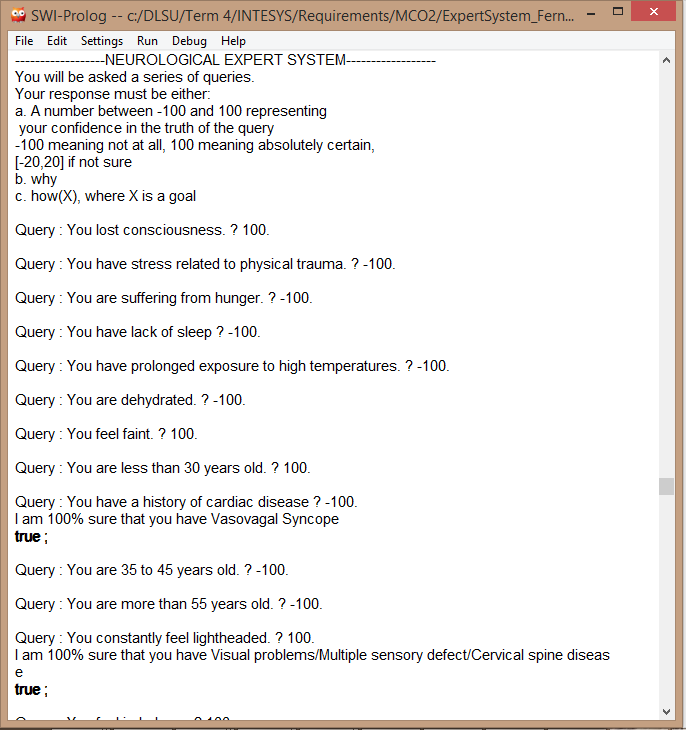 SWI-Prolog -- c:/DLSU/Term 4/INTESYS/Requirements/MCO2/ExpertSystem_Fern...
File Edit Settings Run Debug Help
------------------NEUROLOGICAL EXPERT SYSTEM------------------
You will be asked a series of queries.
Your response must be either:
a. A number between -100 and 100 representing
your confidence in the truth of the query
-100 meaning not at all, 100 meaning absolutely certain,
[-20,20] if not sure
b. why
c. how(X), where X is a goal
Query : You lost consciousness. ? 100.
Query : You have stress related to physical trauma. ? -100.
Query : You are suffering from hunger. ? -100.
Query : You have lack of sleep ? -100.
Query : You have prolonged exposure to high temperatures. ? -100.
Query : You are dehydrated. ? -100.
Query : You feel faint. ? 100.
Query : You are less than 30 years old. ? 100.
Query : You have a history of cardiac disease ? -100.
I am 100% sure that you have Vasovagal Syncope
true ;
Query : You are 35 to 45 years old. ? -100.
Query : You are more than 55 years old. ? -100.
Query : You constantly feel lightheaded. ? 100.
I am 100% sure that you have Visual problems/Multiple sensory defect/Cervical spine diseas
e
true ;